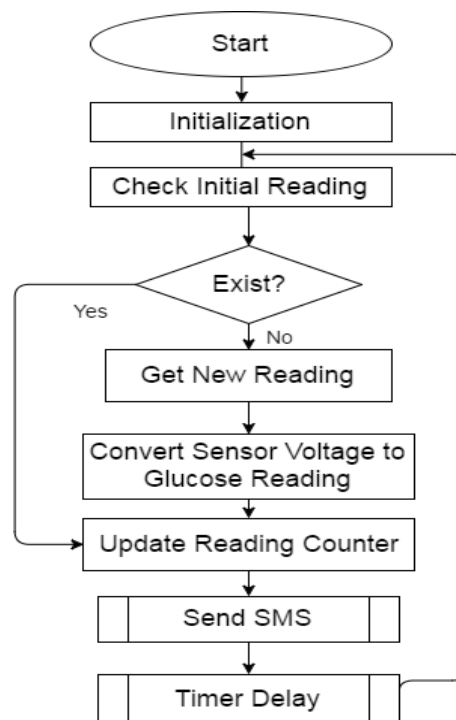 Start
Initialization
Check Initial Reading
Exist?
Yes
No
Get New Reading
Convert Sensor Voltage to
Glucose Reading
Update Reading Counter
Send SMS
Timer Delay